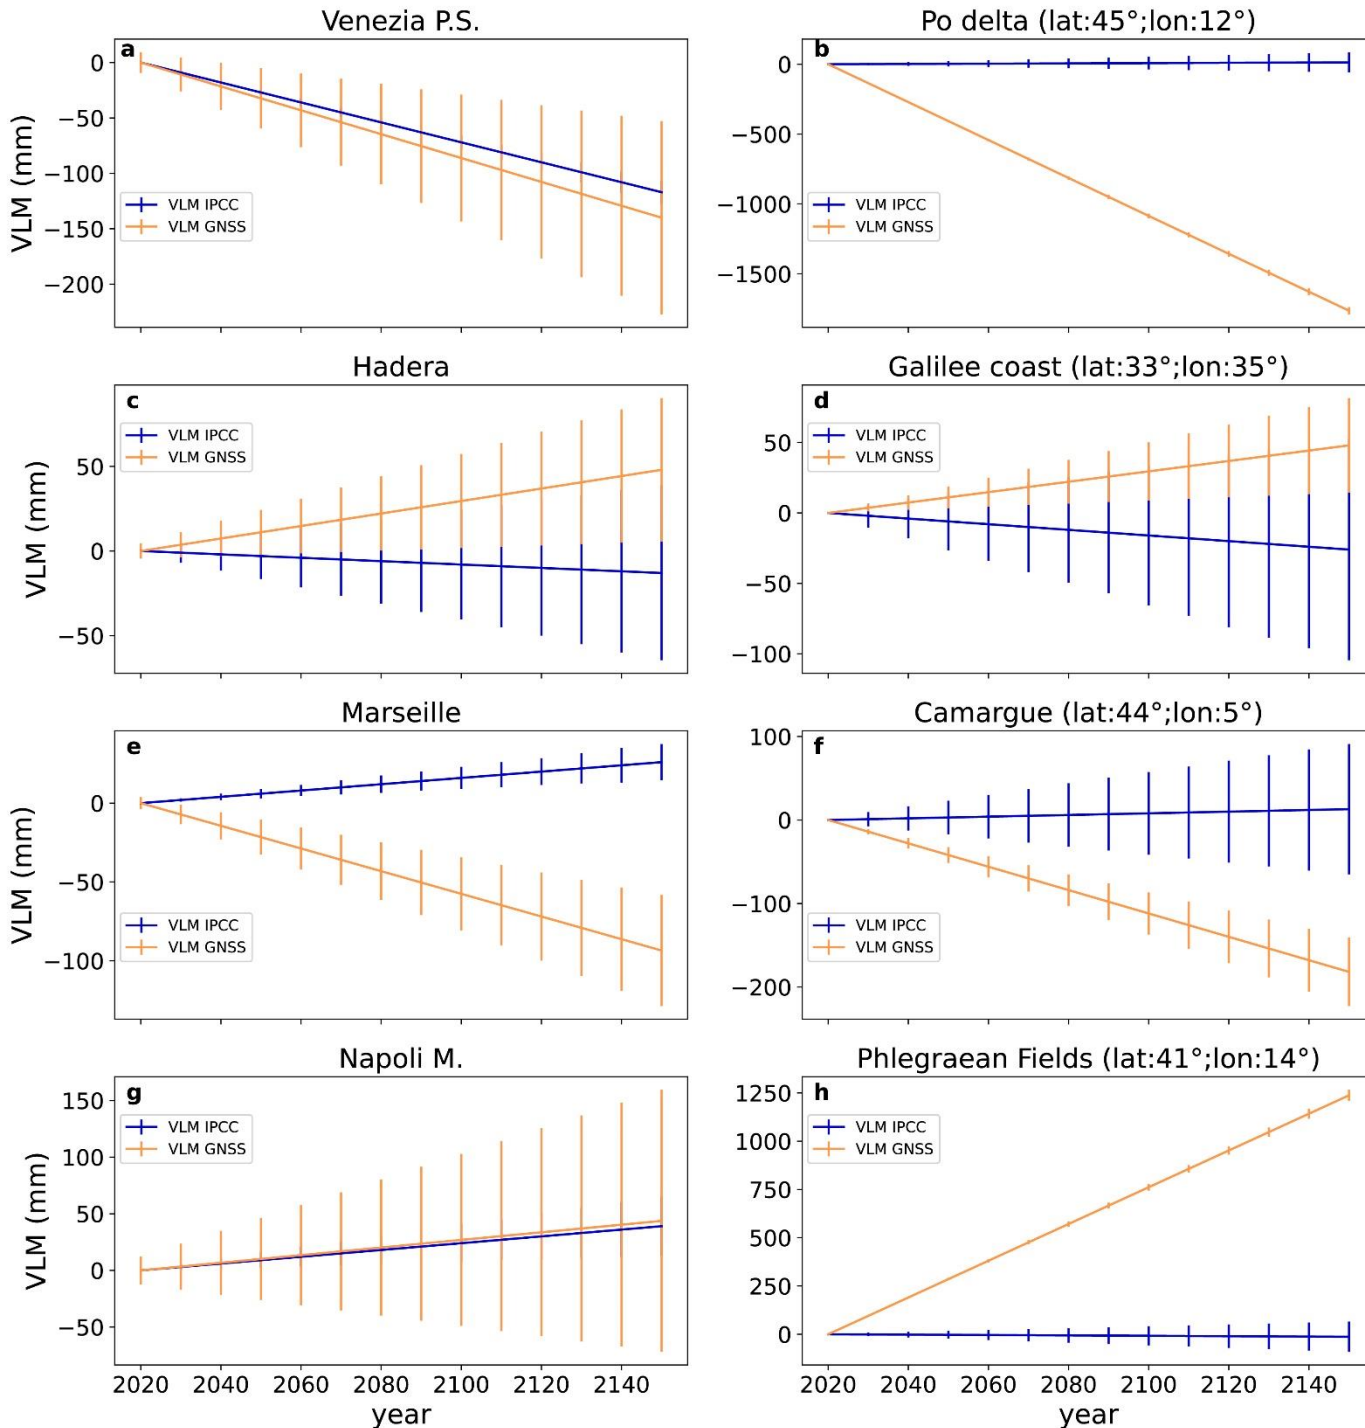 Venezia P.S.
a
0
−50
−100
−150
−200
VLM (mm)
VLM IPCC
VLM GNSS
Po delta (lat:45°;lon:12°)
b
0
−500
−1000
−1500
VLM IPCC
VLM GNSS
Hadera
c
50
0
−50
VLM (mm)
VLM IPCC
VLM GNSS
Galilee coast (lat:33°;lon:35°)
d
50
0
−50
−100
VLM IPCC
VLM GNSS
Marseille
e
0
−50
−100
VLM (mm)
VLM IPCC
VLM GNSS
Camargue (lat:44°;lon:5°)
f
100
0
−100
−200
VLM IPCC
VLM GNSS
Napoli M.
g
150
100
50
0
−50
VLM (mm)
VLM IPCC
VLM GNSS
2020 2040 2060 2080 2100 2120 2140
year
Phlegraean Fields (lat:41°;lon:14°)
h
1250
1000
750
500
250
0
VLM IPCC
VLM GNSS
2020 2040 2060 2080 2100 2120 2140
year